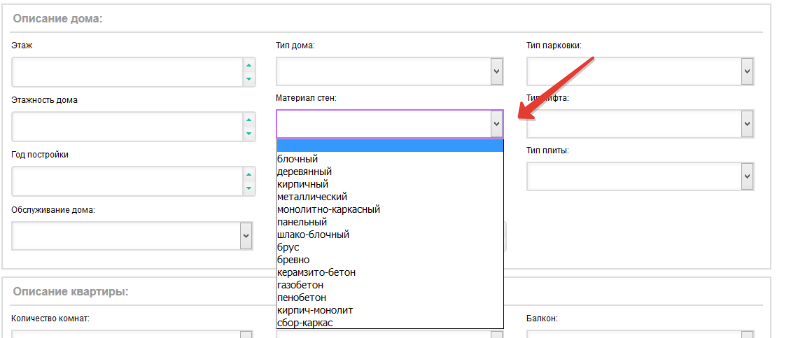 Описание дома:
Этаж
Тип дома:
Тип парковки:
Этажность дома
Материал стен:
Тип лифта:
блочный
деревянный
кирпичный
металлический
монолитно-каркасный
панельный
шлако-блочный
брус
бревно
керамзито-бетон
газобетон
пенобетон
кирпич-монолит
сбор-каркас
Год постройки
Тип плиты:
Обслуживание дома:
Описание квартиры:
Количество комнат:
Балкон: